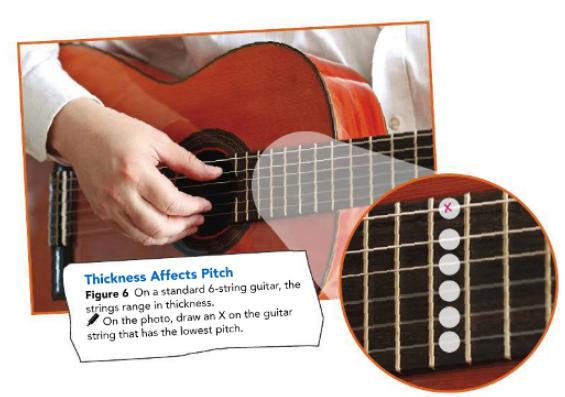 Thickness Affects Pitch
Figure 6 On a standard 6-string guitar, the
strings range in thickness.
On the photo, draw an X on the guitar
string that has the lowest pitch.
X